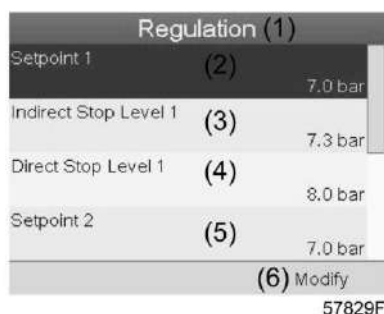 Regulation (1)
Setpoint 1
(2)
7.0 bar
Indirect Stop Level 1
(3)
7.3 bar
Direct Stop Level 1
(4)
8.0 bar
Setpoint 2
(5)
7.0 bar
(6) Modify
57829F